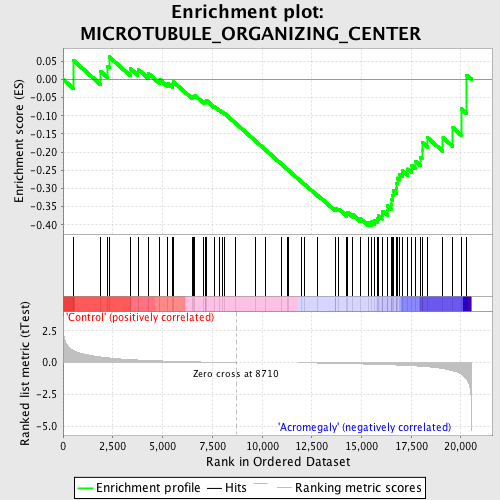 Enrichment plot:
MICROTUBULE_ORGANIZING_CENTER
Enrichment score (ES)
0.05
0.00
-0.05
-0.10
-0.15
-0.20
-0.25
-0.30
-0.35
-0.40
'Control' (positively correlated)
Ranked list metric (tTest)
2.5
0.0
-2.5
-5.0
Zero cross at 8710
'Acromegaly' (negatively correlated)
0
2,500
5,000
7,500
10,000
12,500
15,000
17,500
20,000
Rank in Ordered Dataset
Enrichment profile
Hits
Ranking metric scores